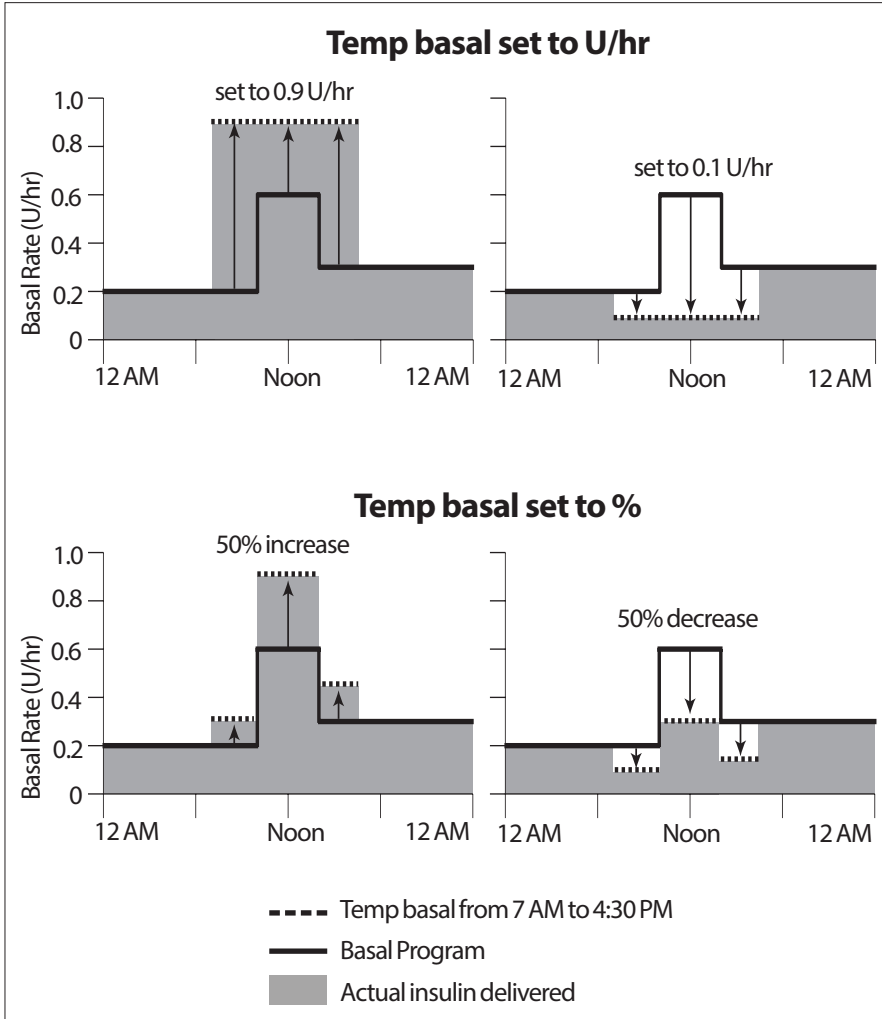 Temp basal set to U/hr
set to 0.9 U/hr
1.0
0.8
0.6
0.4
0.2
0
Basal Rate (U/hr)
12 AM Noon 12 AM
set to 0.1 U/hr
12 AM Noon 12 AM
Temp basal set to %
50% increase
1.0
0.8
0.6
0.4
0.2
0
Basal Rate (U/hr)
12 AM Noon 12 AM
50% decrease
12 AM Noon 12 AM
Temp basal from 7 AM to 4:30 PM
Basal Program
Actual insulin delivered